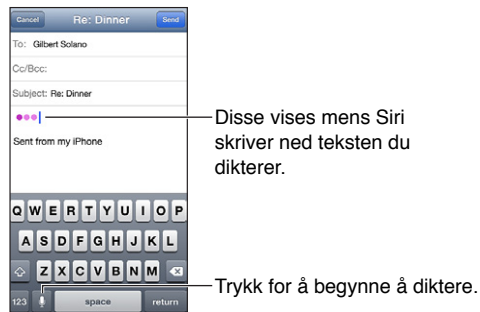 Cancel Re: Dinner Send
To: Gilbert Solano
Cc/Bcc:
Subject: Re: Dinner
Disse vises mens Siri
skriver ned teksten du
dikterer.
Sent from my iPhone
Q W E R T Y U I O P
A S D F G H J K L
Z X C V B N M
Trykk for å begynne å diktere.
123 space return